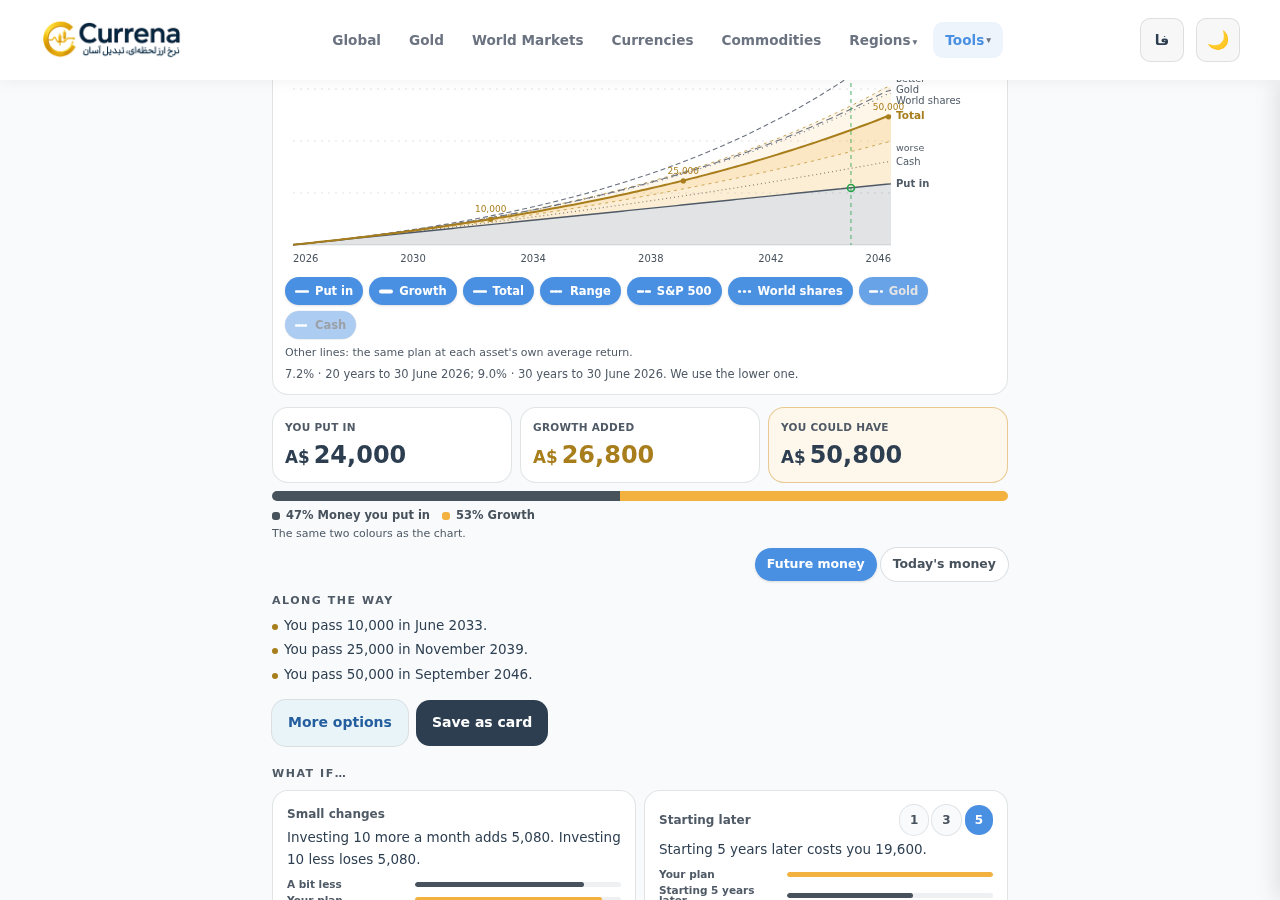 Currena
نرخ ارز لحظه‌ای، تبدیل آسان
Global
Gold
World Markets
Currencies
Commodities
Regions▾
Tools▾
فا
Gold
World shares
50,000
Total
worse
Cash
25,000
Put in
10,000
2026
2030
2034
2038
2042
2046
Put in
Growth
Total
Range
S&P 500
World shares
Gold
Cash
Other lines: the same plan at each asset's own average return.
7.2% · 20 years to 30 June 2026; 9.0% · 30 years to 30 June 2026. We use the lower one.
YOU PUT IN
A$ 24,000
GROWTH ADDED
A$ 26,800
YOU COULD HAVE
A$ 50,800
47% Money you put in
53% Growth
The same two colours as the chart.
Future money
Today's money
ALONG THE WAY
You pass 10,000 in June 2033.
You pass 25,000 in November 2039.
You pass 50,000 in September 2046.
More options
Save as card
WHAT IF…
Small changes
Investing 10 more a month adds 5,080. Investing
10 less loses 5,080.
A bit less
Your plan
Starting later
1
3
5
Starting 5 years later costs you 19,600.
Your plan
Starting 5 years
later